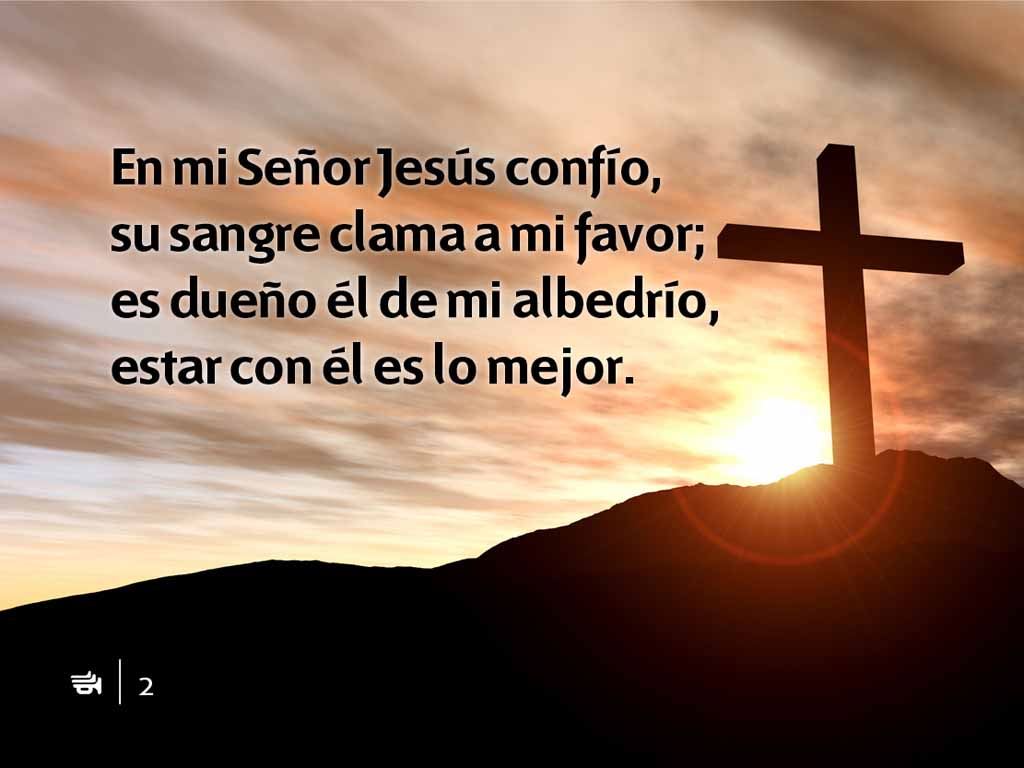 En mi Señor Jesús confío,
su sangre clama a mi favor;
es dueño él de mi albedrío,
estar con él es lo mejor.
2